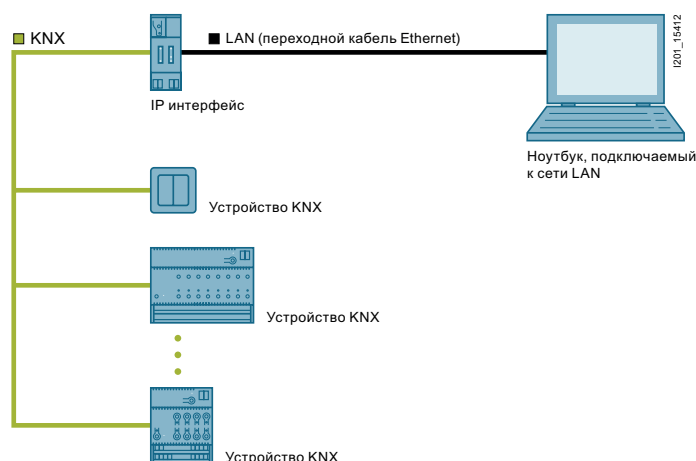 KNX
LAN (переходной кабель Ethernet)
I201_15412
IP интерфейс
Ноутбук, подключаемый
к сети LAN
Устройство KNX
Устройство KNX
Устройство KNX